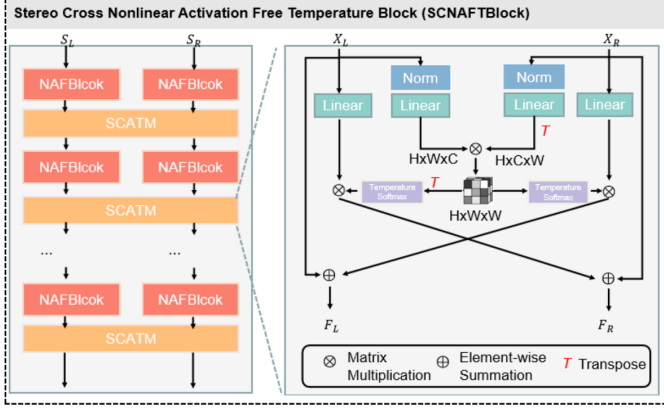 Stereo Cross Nonlinear Activation Free Temperature Block (SCNAFTBlock)
S_L
S_R
NAFBlcok
NAFBlcok
SCATM
NAFBlcok
NAFBlcok
SCATM
...
...
NAFBlcok
NAFBlcok
SCATM
X_L
X_R
Norm
Norm
Linear
Linear
Linear
Linear
T
HxWxC
HxCxW
T
Temperature
Softmax
Temperature
Softmax
HxWxW
F_L
F_R
Matrix
Multiplication
Element-wise
Summation
T Transpose